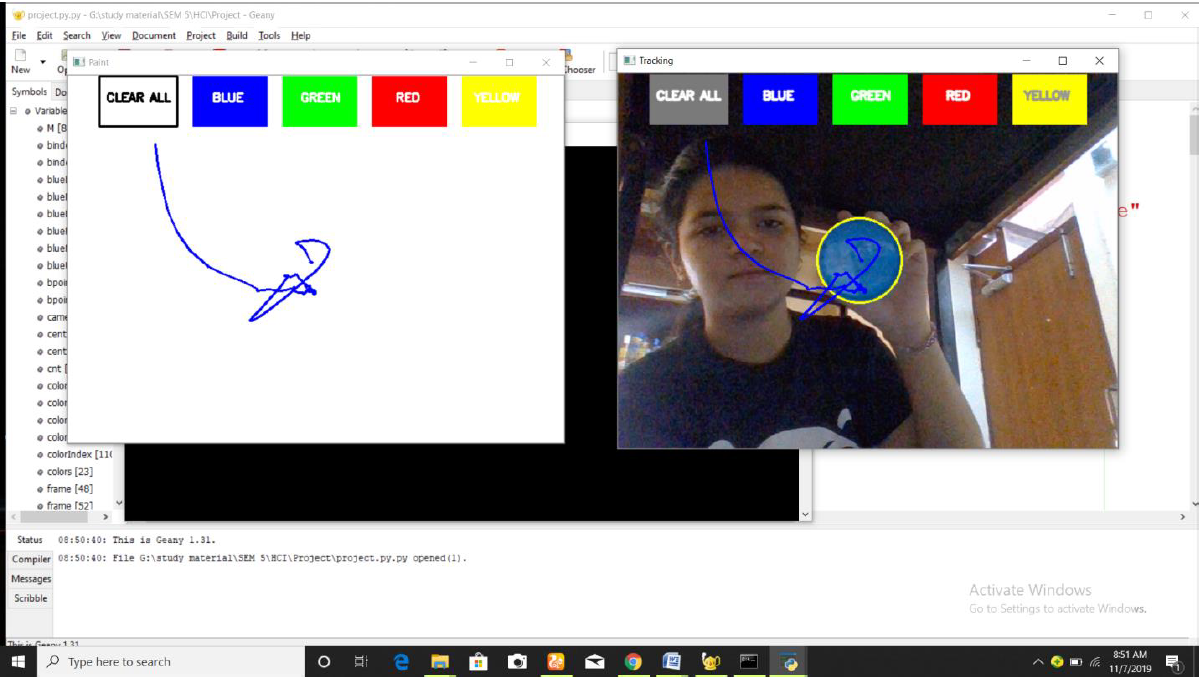 project.py.py - G:\study material\SEM 5\HCI\Project - Geany
File Edit Search View Document Project Build Tools Help
New
Chooser
Paint
CLEAR ALL BLUE GREEN RED YELLOW
Tracking
CLEAR ALL BLUE GREEN RED YELLOW
Symbols Do
Variable
M [8
bind
bind
blue
blue
blue
blue
blue
bpoi
bpoi
came
cent
cent
cnt [
color
color
color
color
colorIndex [11
colors [23]
frame [48]
frame [52]
e"
Status 08:50:40: This is Geany 1.31.
Compiler 08:50:40: File G:\study material\SEM 5\HCI\Project\project.py.py opened(1).
Messages
Scribble
Activate Windows
Go to Settings to activate Windows.
This is Geany 1.31.
Type here to search
8:51 AM
11/7/2019
1